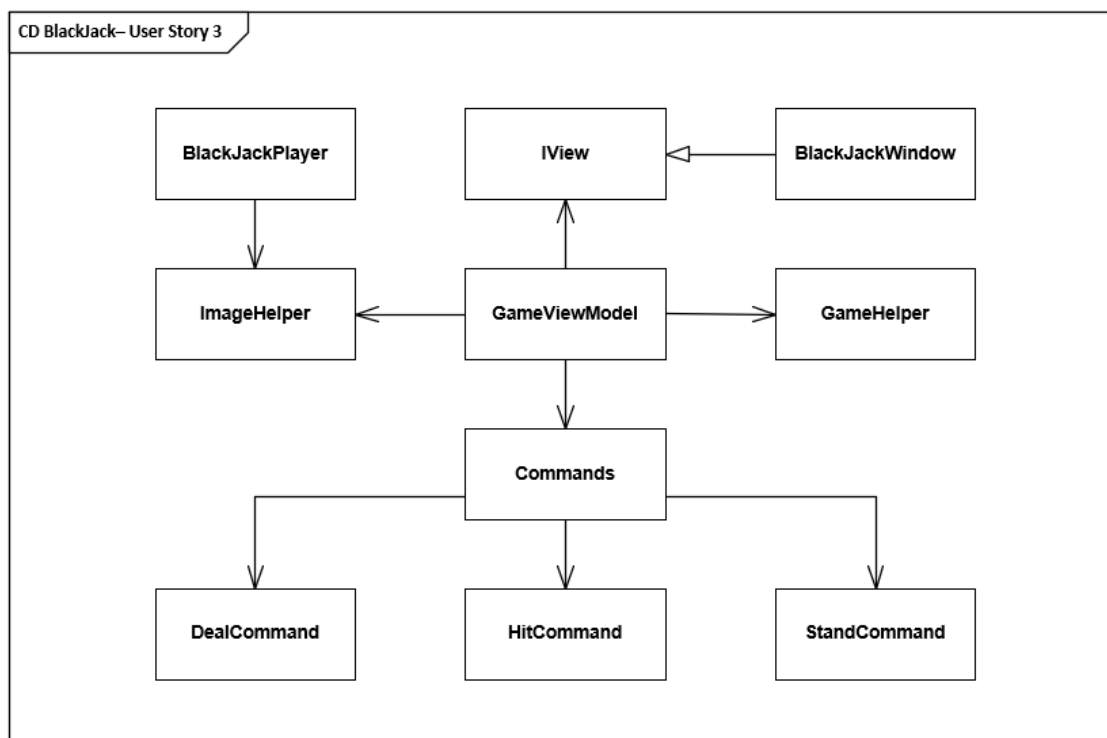 CD BlackJack– User Story 3
BlackJackPlayer
IView
BlackJackWindow
ImageHelper
GameViewModel
GameHelper
Commands
DealCommand
HitCommand
StandCommand